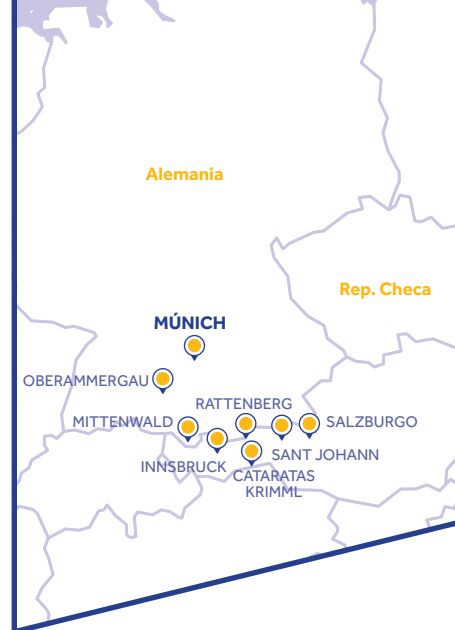 Alemania
Rep. Checa
MÚNICH
OBERAMMERGAU
RATTENBERG
MITTENWALD
SALZBURGO
SANT JOHANN
INNSBRUCK
CATARATAS
KRIMML